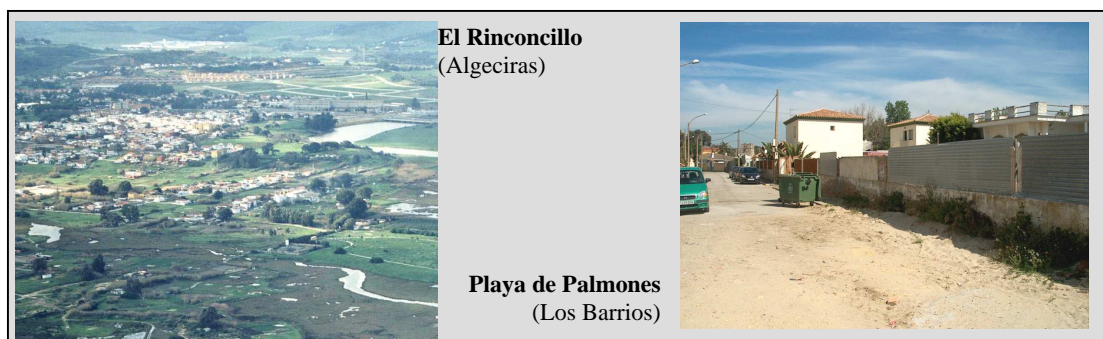 El Rinconcillo
(Algeciras)
Playa de Palmones
(Los Barrios)